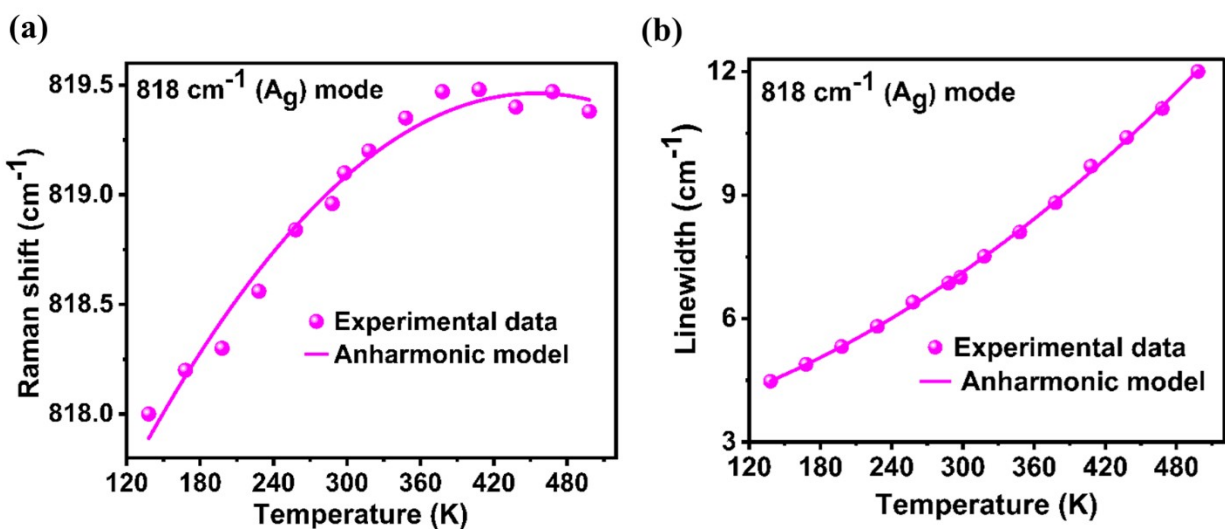 (a)
818 cm-1 (Ag) mode
Experimental data
Anharmonic model
Raman shift (cm-1)
819.5
819.0
818.5
818.0
120 180 240 300 360 420 480
Temperature (K)
(b)
818 cm-1 (Ag) mode
Experimental data
Anharmonic model
Linewidth (cm-1)
12
9
6
3
120 180 240 300 360 420 480
Temperature (K)